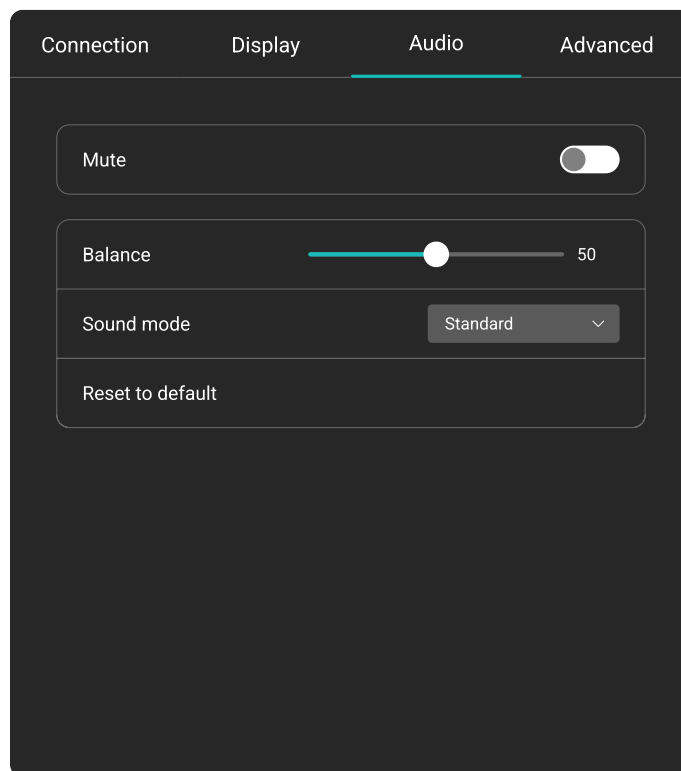 Connection Display Audio Advanced
Mute
Balance 50
Sound mode Standard
Reset to default